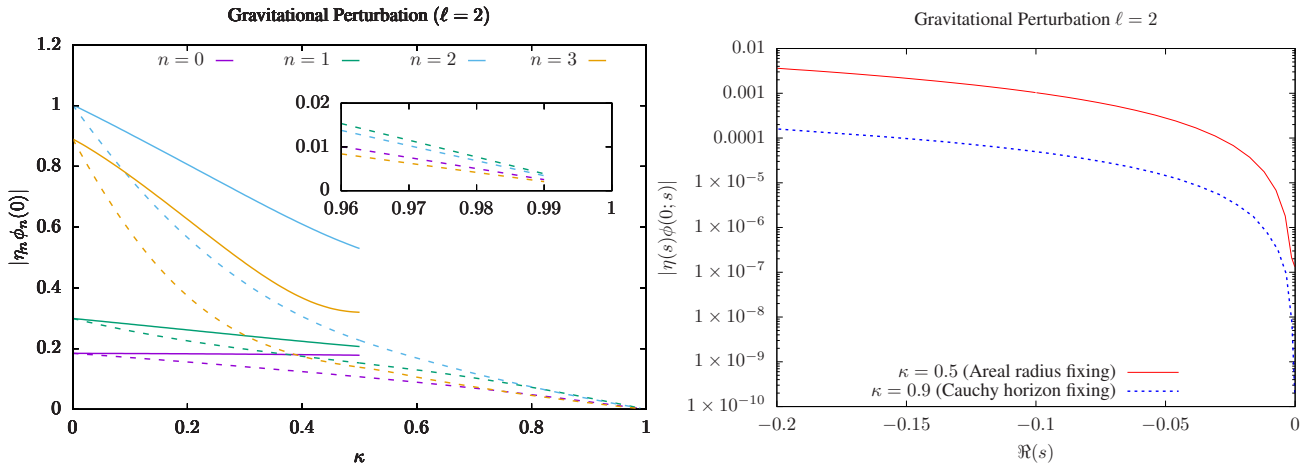 Gravitational Perturbation (ℓ = 2)
n = 0
n = 1
n = 2
n = 3
1.2
1
0.8
0.6
0.4
0.2
0
|ηₙϕₙ(0)|
0.02
0.01
0
0.96
0.97
0.98
0.99
1
0
0.2
0.4
0.6
0.8
1
κ
Gravitational Perturbation ℓ = 2
0.01
0.001
0.0001
1 × 10⁻⁵
1 × 10⁻⁶
1 × 10⁻⁷
1 × 10⁻⁸
1 × 10⁻⁹
1 × 10⁻¹⁰
|η(s)ϕ(0; s)|
κ = 0.5 (Areal radius fixing)
κ = 0.9 (Cauchy horizon fixing)
−0.2
−0.15
−0.1
−0.05
0
ℜ(s)